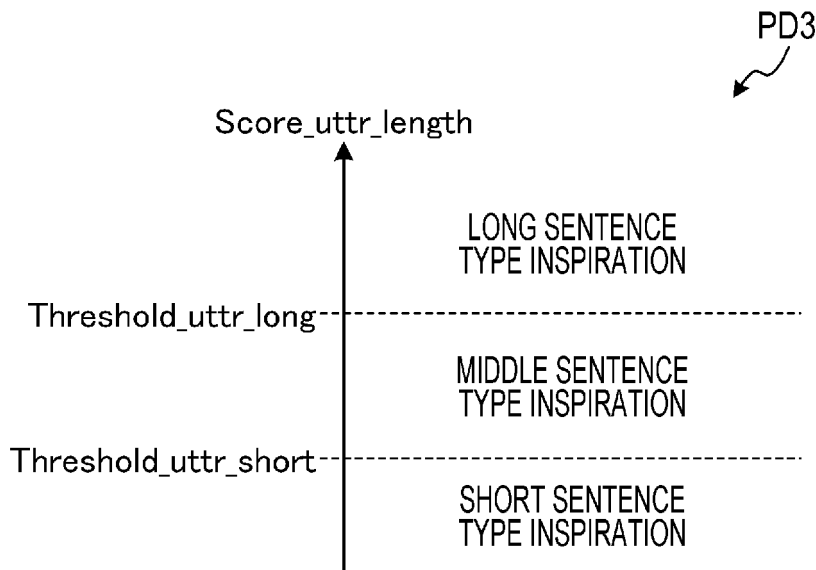 PD3
Score_uttr_length
LONG SENTENCE
TYPE INSPIRATION
Threshold_uttr_long
MIDDLE SENTENCE
TYPE INSPIRATION
Threshold_uttr_short
SHORT SENTENCE
TYPE INSPIRATION